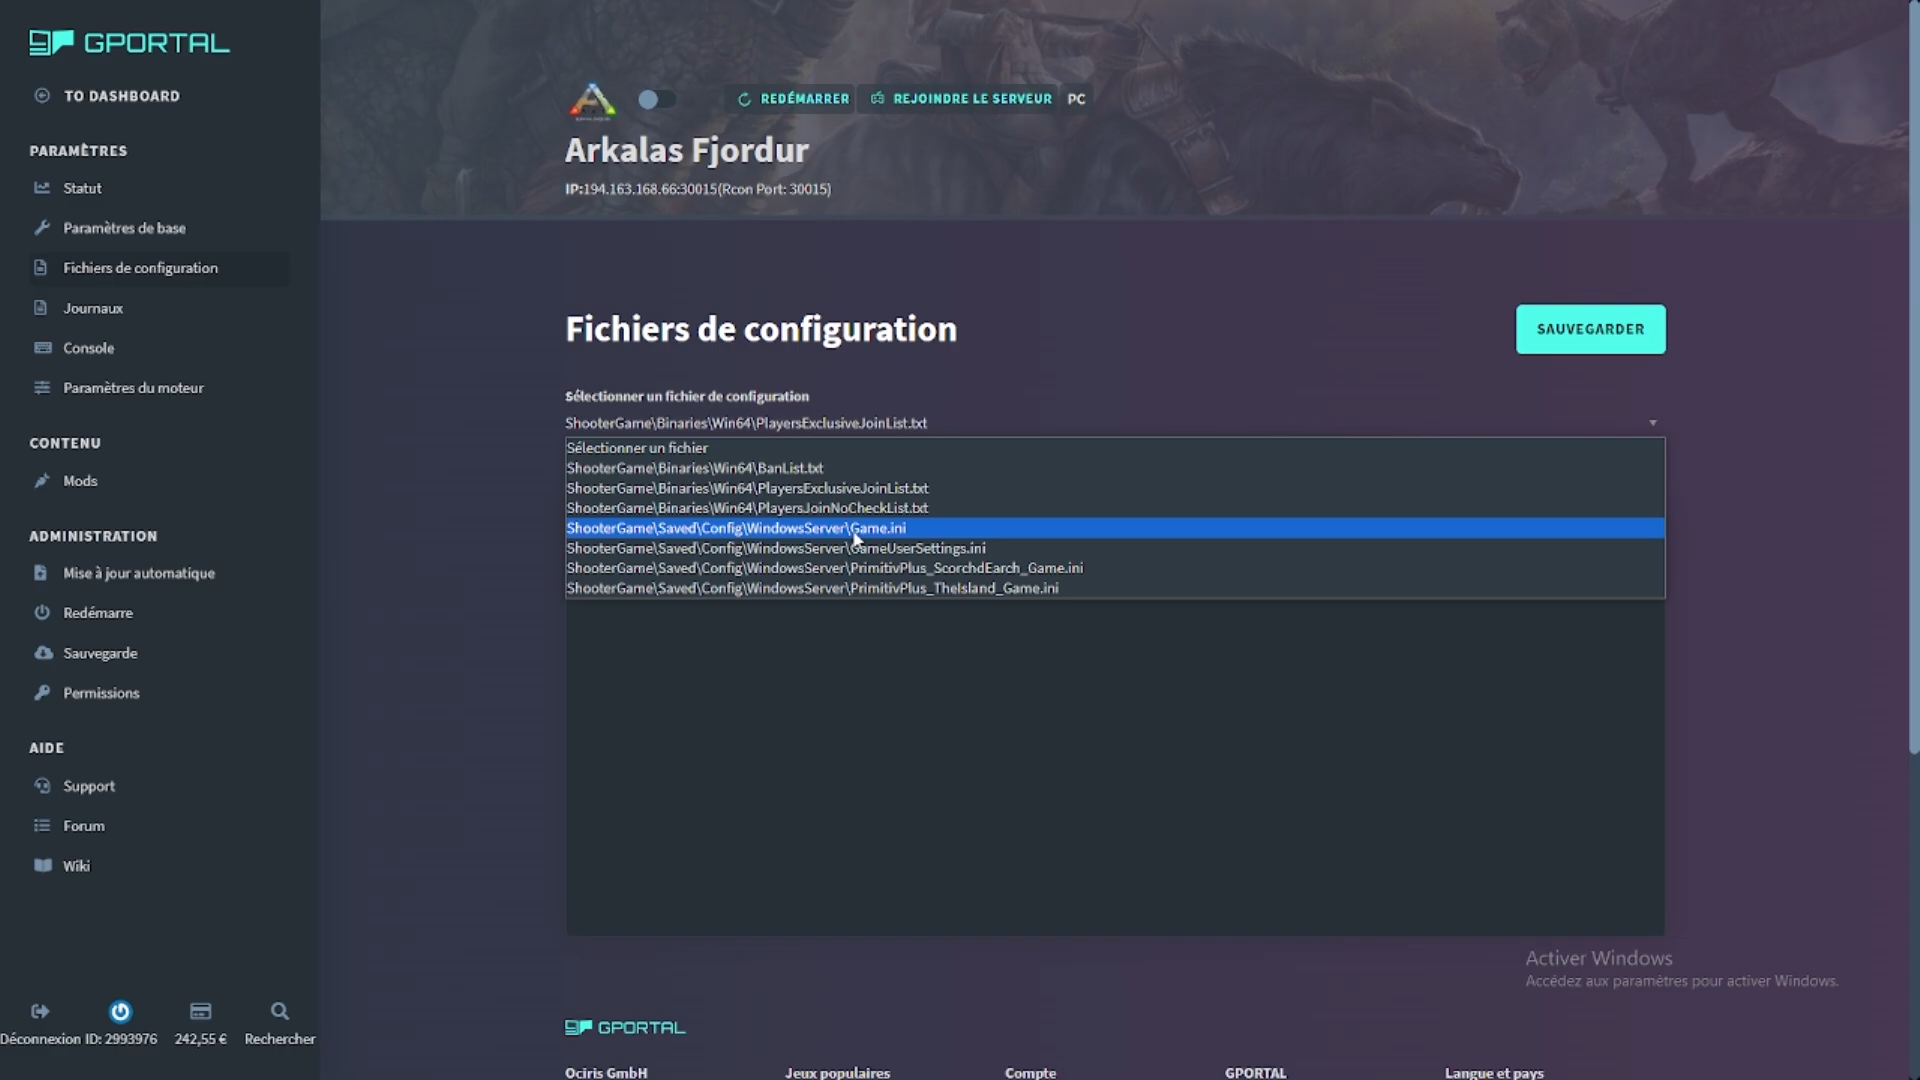 GPORTAL
TO DASHBOARD
PARAMÈTRES
Statut
Paramètres de base
Fichiers de configuration
Journaux
Console
Paramètres du moteur
CONTENU
Mods
ADMINISTRATION
Mise à jour automatique
Redémarre
Sauvegarde
Permissions
AIDE
Support
Forum
Wiki
Déconnexion ID: 2993976 242,55 € Rechercher
REDÉMARRER REJOINDRE LE SERVEUR PC
Arkalas Fjordur
IP:194.163.168.66:30015(Rcon Port: 30015)
Fichiers de configuration
SAUVEGARDER
Sélectionner un fichier de configuration
ShooterGame\Binaries\Win64\PlayersExclusiveJoinList.txt
Sélectionner un fichier
ShooterGame\Binaries\Win64\BanList.txt
ShooterGame\Binaries\Win64\PlayersExclusiveJoinList.txt
ShooterGame\Binaries\Win64\PlayersJoinNoCheckList.txt
ShooterGame\Saved\Config\WindowsServer\Game.ini
ShooterGame\Saved\Config\WindowsServer\GameUserSettings.ini
ShooterGame\Saved\Config\WindowsServer\PrimitivPlus_ScorchdEarch_Game.ini
ShooterGame\Saved\Config\WindowsServer\PrimitivPlus_TheIsland_Game.ini
Activer Windows
Accédez aux paramètres pour activer Windows.
GPORTAL
Ociris GmbH Jeux populaires Compte GPORTAL Langue et pays